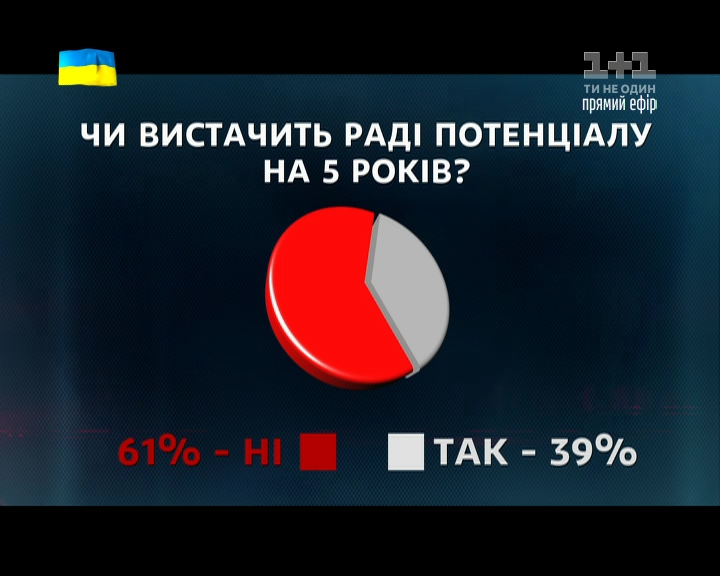 1+1
ТИ НЕ ОДИН
ПРЯМИЙ ЕФІР
ЧИ ВИСТАЧИТЬ РАДІ ПОТЕНЦІАЛУ
НА 5 РОКІВ?
61% - НІ
ТАК - 39%